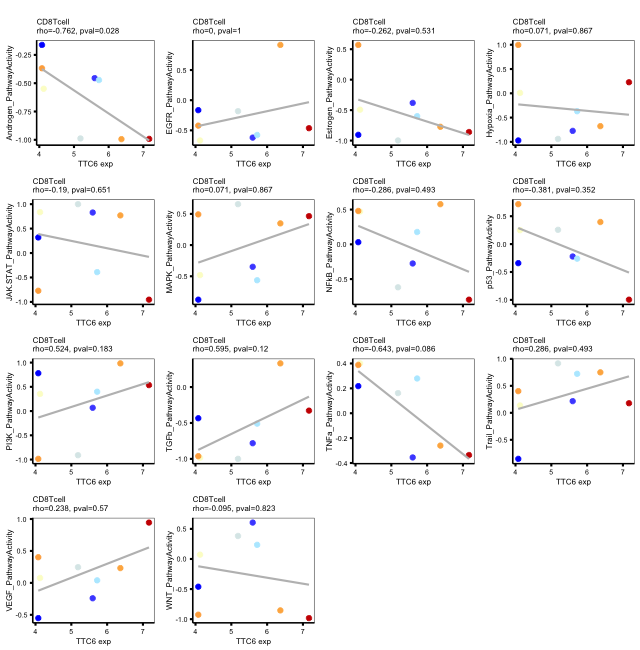 CD8Tcell
rho=-0.762, pval=0.028
Androgen_PathwayActivity
-0.25
-0.50
-0.75
-1.00
4 5 6 7
TTC6 exp
CD8Tcell
rho=0, pval=1
EGFR_PathwayActivity
0.5
0.0
-0.5
4 5 6 7
TTC6 exp
CD8Tcell
rho=-0.262, pval=0.531
Estrogen_PathwayActivity
0.5
0.0
-0.5
-1.0
4 5 6 7
TTC6 exp
CD8Tcell
rho=0.071, pval=0.867
Hypoxia_PathwayActivity
1.0
0.5
0.0
-0.5
-1.0
4 5 6 7
TTC6 exp
CD8Tcell
rho=-0.19, pval=0.651
JAK.STAT_PathwayActivity
1.0
0.5
0.0
-0.5
-1.0
4 5 6 7
TTC6 exp
CD8Tcell
rho=0.071, pval=0.867
MAPK_PathwayActivity
0.5
0.0
-0.5
4 5 6 7
TTC6 exp
CD8Tcell
rho=-0.286, pval=0.493
NFkB_PathwayActivity
0.5
0.0
-0.5
4 5 6 7
TTC6 exp
CD8Tcell
rho=-0.381, pval=0.352
p53_PathwayActivity
0.5
0.0
-0.5
-1.0
4 5 6 7
TTC6 exp
CD8Tcell
rho=0.524, pval=0.183
PI3K_PathwayActivity
1.0
0.5
0.0
-0.5
-1.0
4 5 6 7
TTC6 exp
CD8Tcell
rho=0.595, pval=0.12
TGFb_PathwayActivity
0.0
-0.5
-1.0
4 5 6 7
TTC6 exp
CD8Tcell
rho=-0.643, pval=0.086
TNFa_PathwayActivity
0.4
0.2
0.0
-0.2
-0.4
4 5 6 7
TTC6 exp
CD8Tcell
rho=0.286, pval=0.493
Trail_PathwayActivity
1.0
0.5
0.0
-0.5
4 5 6 7
TTC6 exp
CD8Tcell
rho=0.238, pval=0.57
VEGF_PathwayActivity
1.0
0.5
0.0
-0.5
4 5 6 7
TTC6 exp
CD8Tcell
rho=-0.095, pval=0.823
WNT_PathwayActivity
0.5
0.0
-0.5
-1.0
4 5 6 7
TTC6 exp